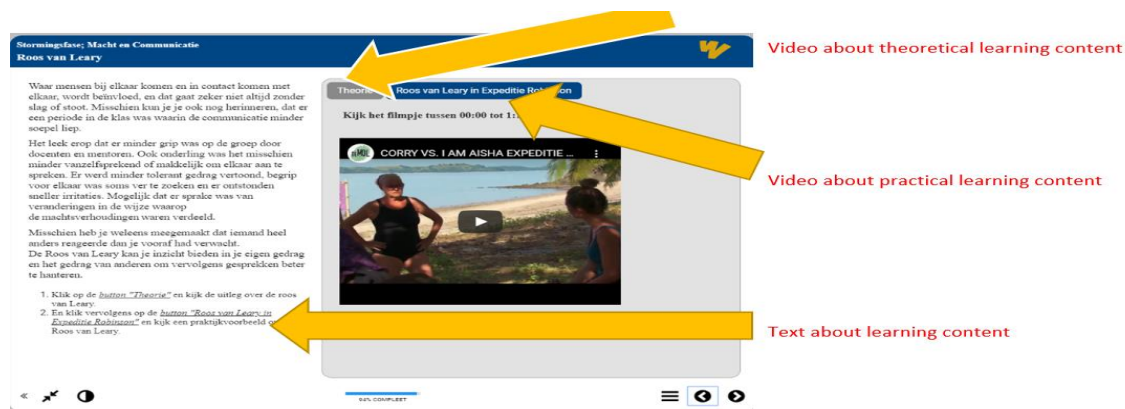 Stormingsfase; Macht en Communicatie
Roos van Leary
Video about theoretical learning content
Waar mensen bij elkaar komen en in contact komen met
elkaar, wordt beïnvloed, en dat gaat zeker niet altijd zonder
slag of stoot. Misschien kun je je ook nog herinneren, dat er
een periode in de klas was waarin de communicatie minder
soepel liep.
Het leek erop dat er minder grip was op de groep door
docenten en mentoren. Ook onderling was het misschien
minder vanzelfsprekend of makkelijk om elkaar aan te
spreken. Er werd minder tolerant gedrag vertoond, begrip
voor elkaar was soms ver te zoeken en er ontstonden
sneller irritaties. Mogelijk dat er sprake was van
veranderingen in de wijze waarop
de machtsverhoudingen waren verdeeld.
Misschien heb je weleens meegemaakt dat iemand heel
anders reageerde dan je vooraf had verwacht.
De Roos van Leary kan je inzicht bieden in je eigen gedrag
en het gedrag van anderen om vervolgens gesprekken beter
te hanteren.
1. Klik op de button "Theorie" en kijk de uitleg over de roos
van Leary.
2. En klik vervolgens op de button "Roos van Leary in
Expeditie Robinson" en kijk een praktijkvoorbeeld
Roos van Leary.
Theorie
Roos van Leary in Expeditie Robinson
Kijk het filmpje tussen 00:00 tot
CORRY VS. I AM AISHA EXPEDITIE ...
Video about practical learning content
Text about learning content
94% COMPLEET